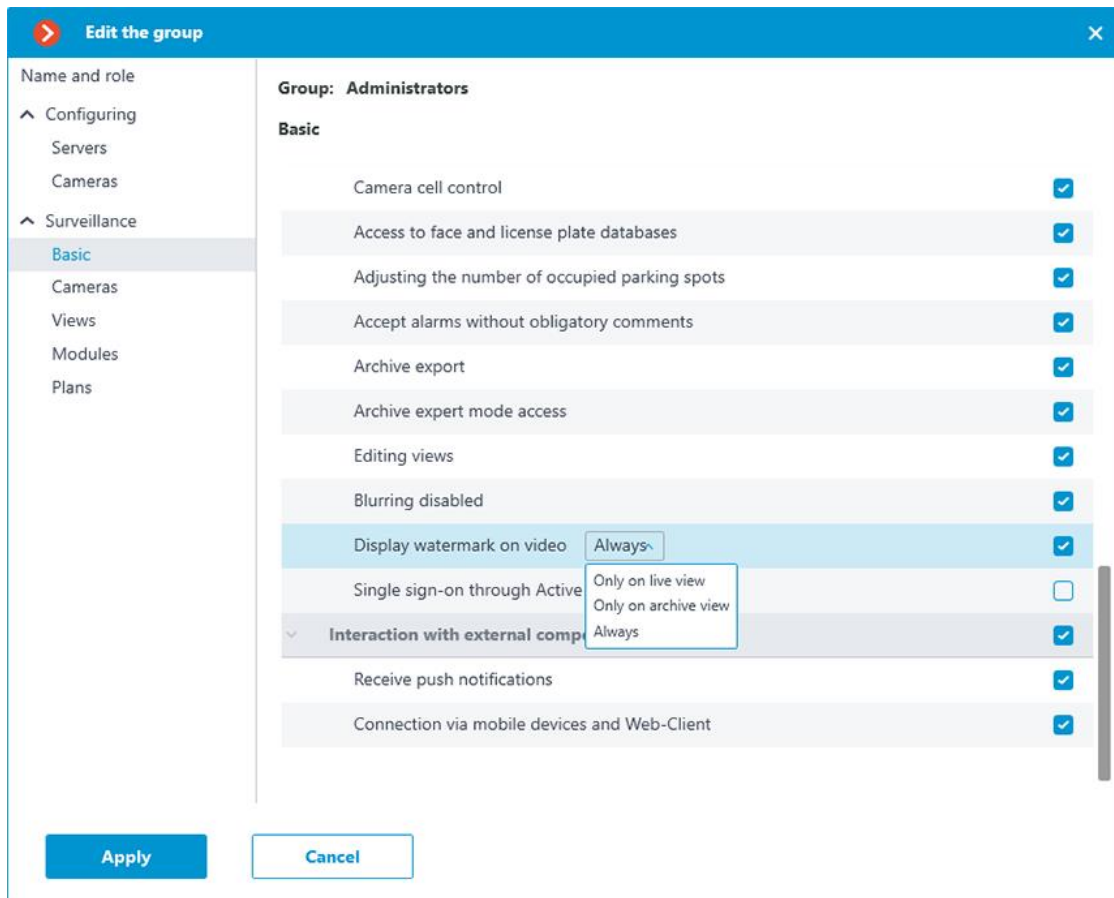 Edit the group
Name and role
Configuring
Servers
Cameras
Surveillance
Basic
Cameras
Views
Modules
Plans
Group: Administrators
Basic
Camera cell control
Access to face and license plate databases
Adjusting the number of occupied parking spots
Accept alarms without obligatory comments
Archive export
Archive expert mode access
Editing views
Blurring disabled
Display watermark on video Always
Only on live view
Only on archive view
Always
Single sign-on through Active
Interaction with external comp
Receive push notifications
Connection via mobile devices and Web-Client
Apply Cancel